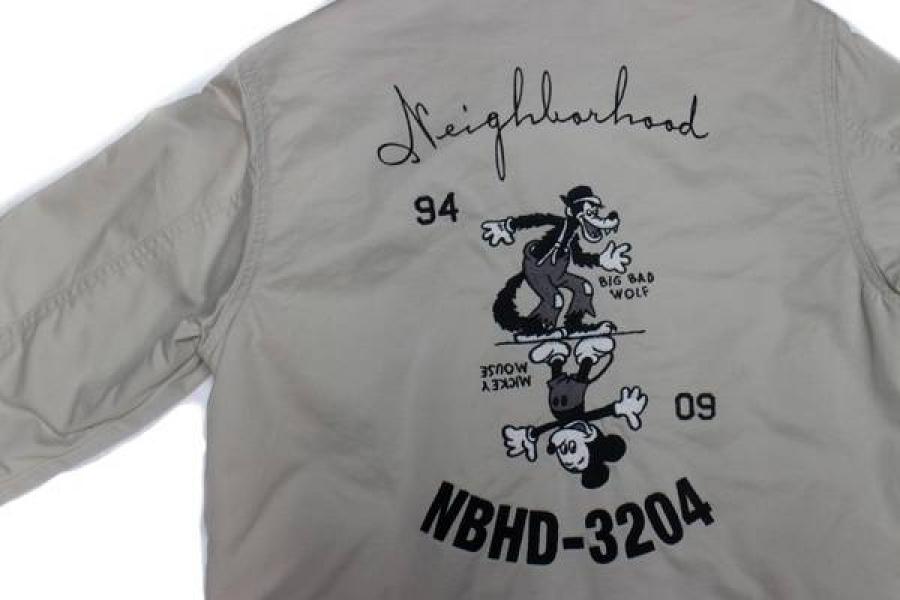 Neighborhood
94
BIG BAD
WOLF
MICKEY
MOUSE
09
NBHD-3204